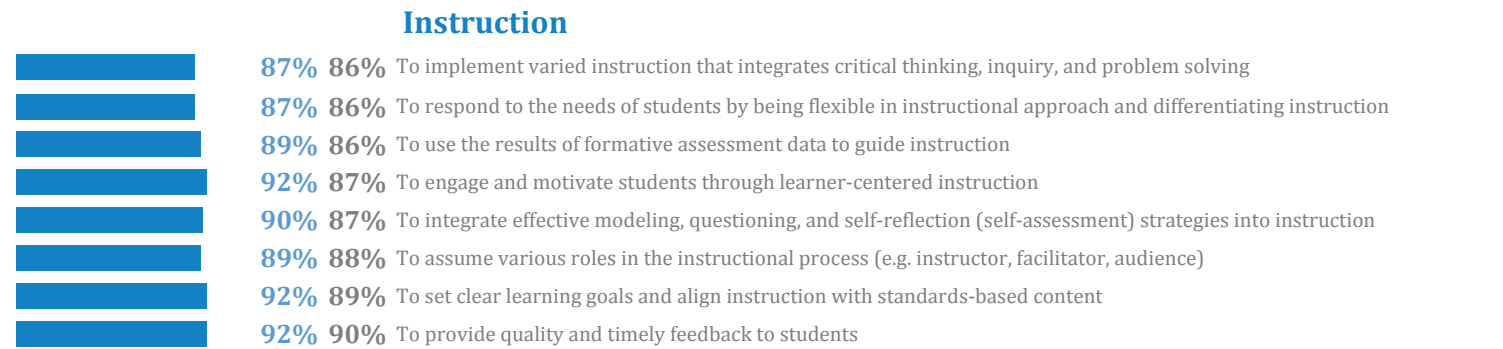 Instruction
87% 86% To implement varied instruction that integrates critical thinking, inquiry, and problem solving
87% 86% To respond to the needs of students by being flexible in instructional approach and differentiating instruction
89% 86% To use the results of formative assessment data to guide instruction
92% 87% To engage and motivate students through learner-centered instruction
90% 87% To integrate effective modeling, questioning, and self-reflection (self-assessment) strategies into instruction
89% 88% To assume various roles in the instructional process (e.g. instructor, facilitator, audience)
92% 89% To set clear learning goals and align instruction with standards-based content
92% 90% To provide quality and timely feedback to students